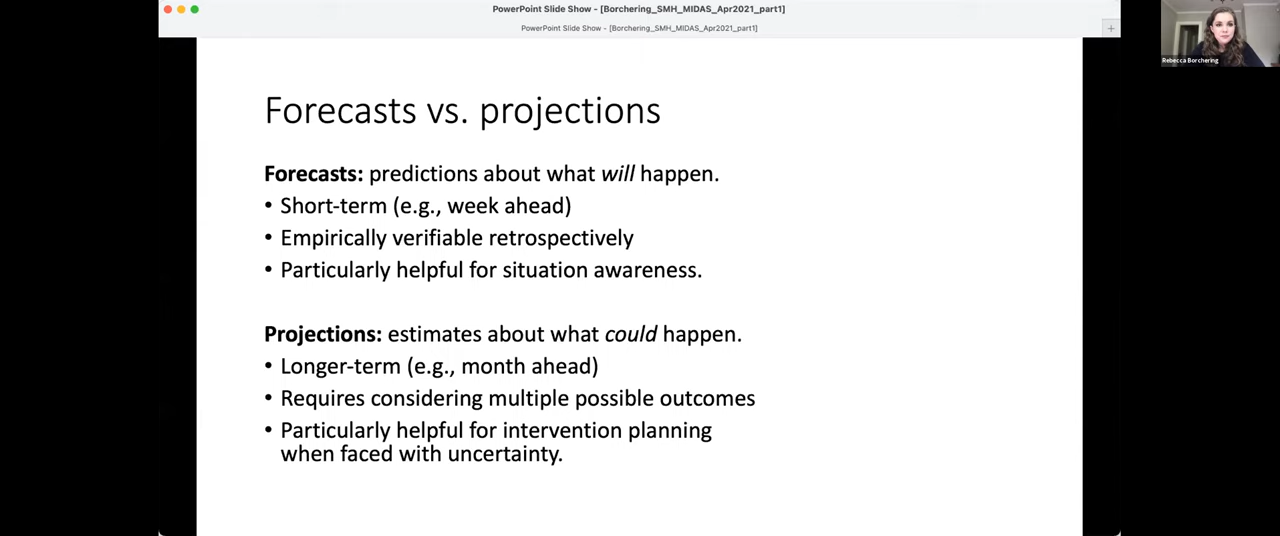 PowerPoint Slide Show - [Borchering_SMH_MIDAS_Apr2021_part1]
PowerPoint Slide Show - [Borchering_SMH_MIDAS_Apr2021_part1]
Rebecca Borchering
Forecasts vs. projections
Forecasts: predictions about what will happen.
• Short-term (e.g., week ahead)
• Empirically verifiable retrospectively
• Particularly helpful for situation awareness.
Projections: estimates about what could happen.
• Longer-term (e.g., month ahead)
• Requires considering multiple possible outcomes
• Particularly helpful for intervention planning
when faced with uncertainty.